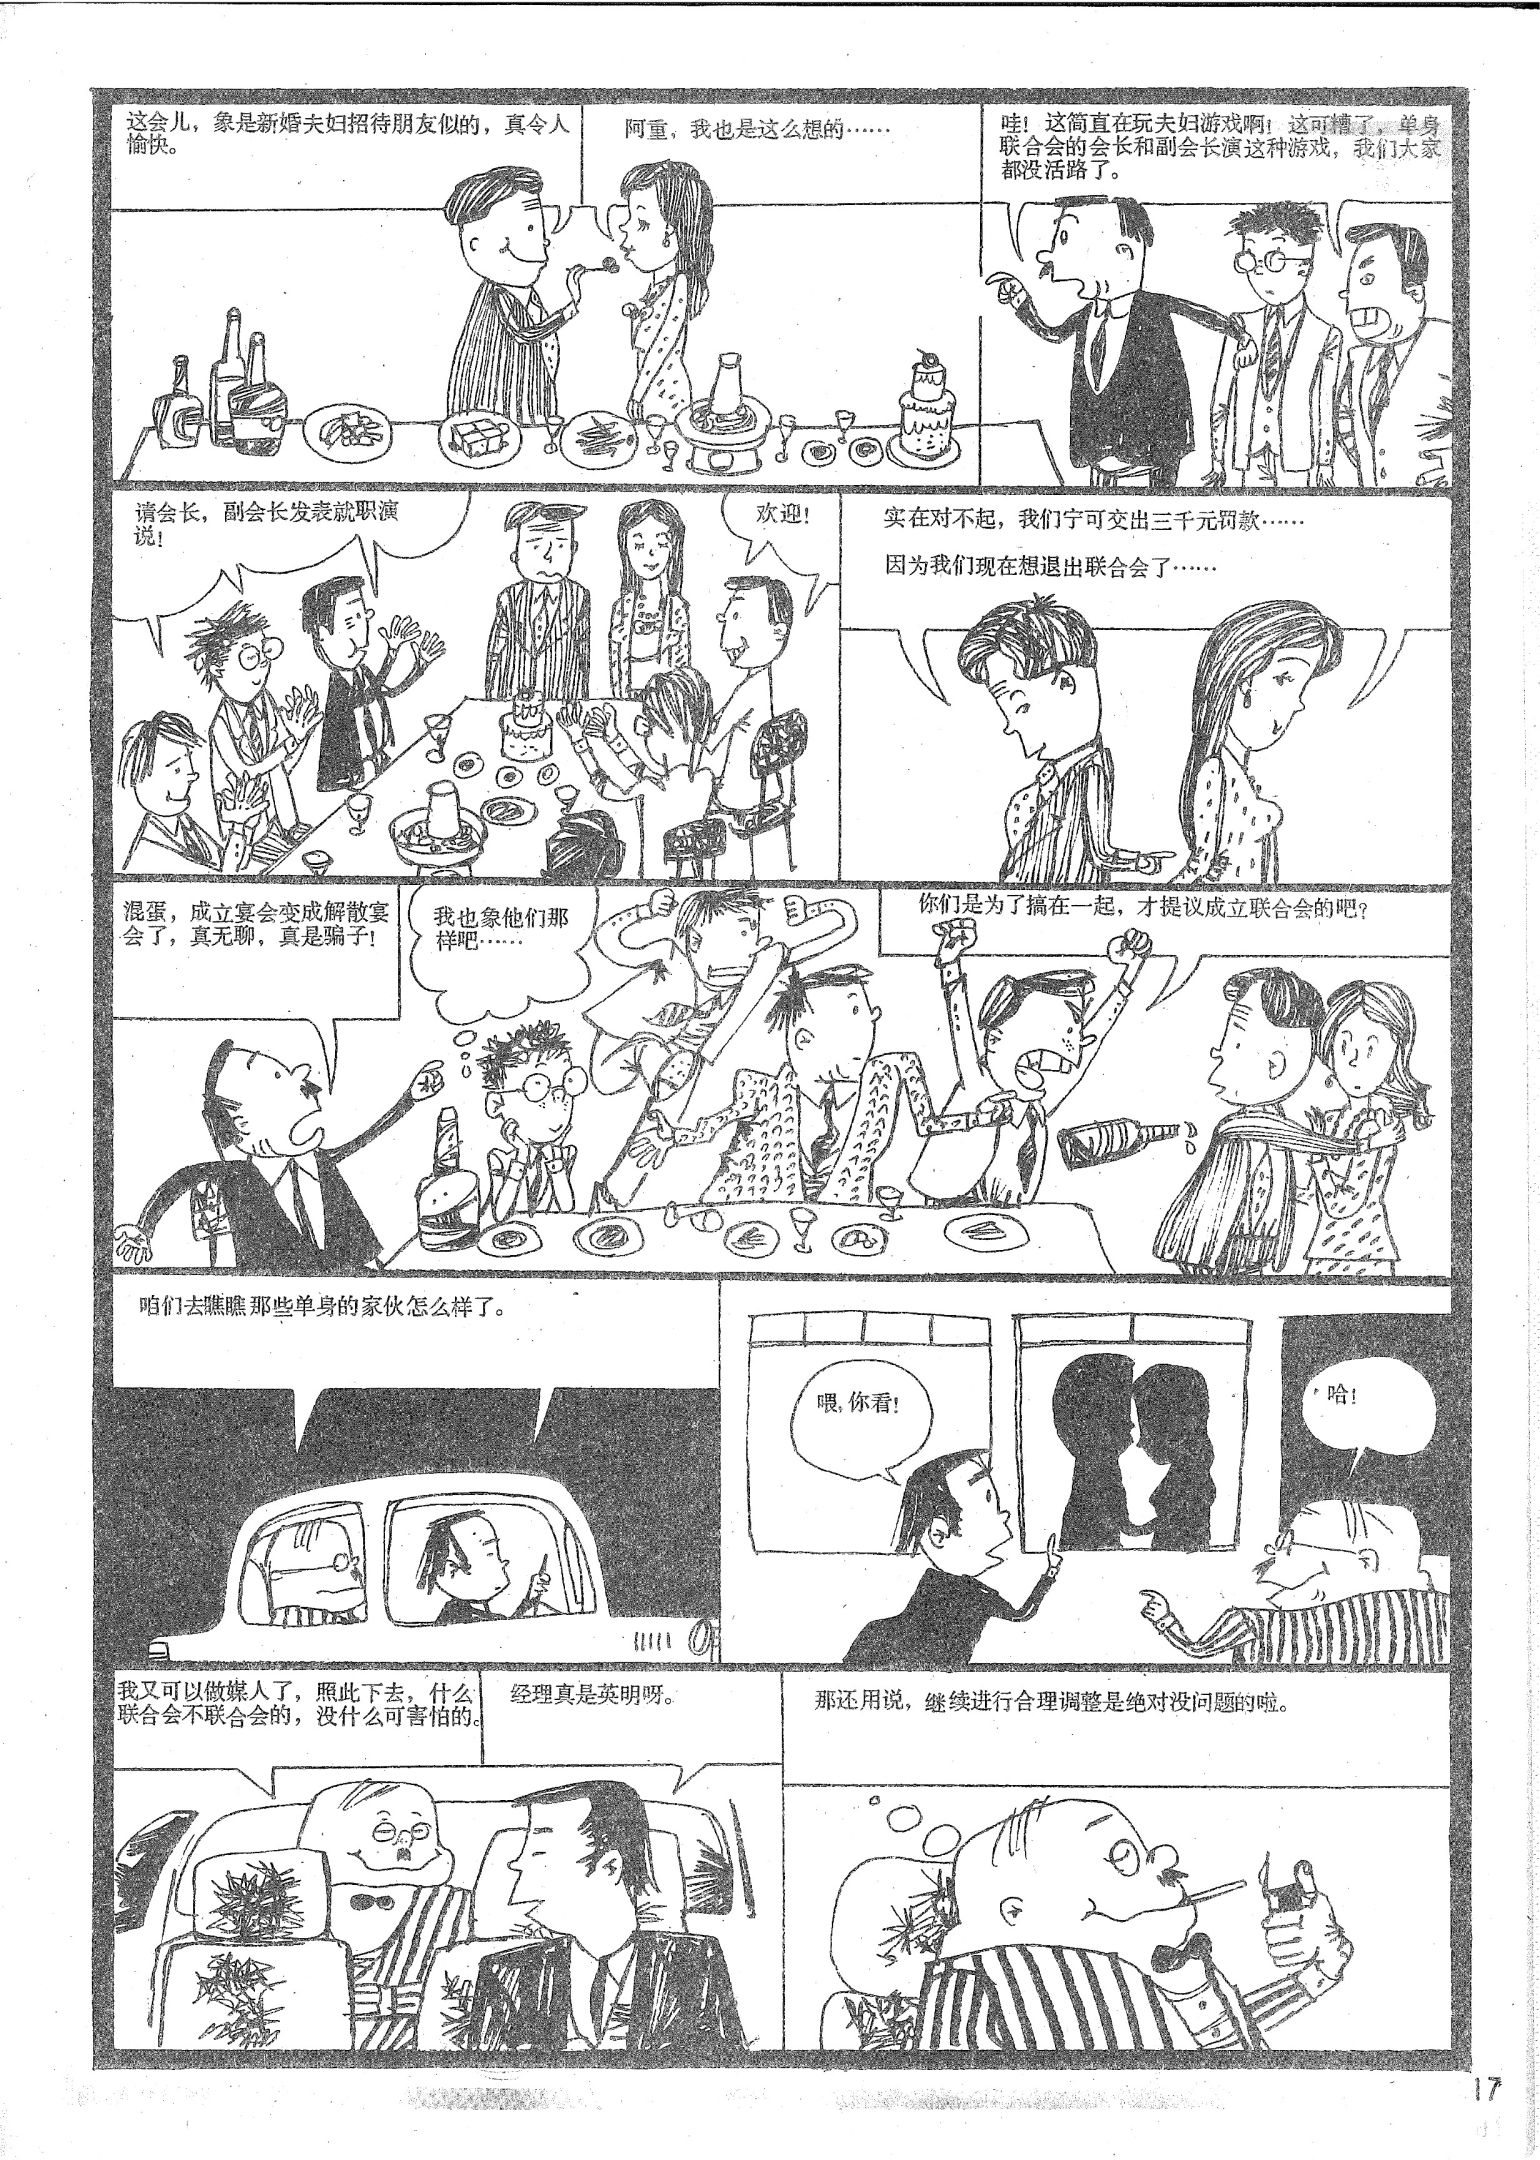 这会儿，象是新婚夫妇招待朋友似的，真令人
愉快。
阿重，我也是这么想的……
哇！这简直在玩夫妇游戏啊！这可糟了，单身
联合会的会长和副会长演这种游戏，我们大家
都没活路了。
请会长，副会长发表就职演
说！
欢迎！
实在对不起，我们宁可交出三千元罚款……
因为我们现在想退出联合会了……
混蛋，成立宴会变成解散宴
会了，真无聊，真是骗子！
我也象他们那
样吧……
你们是为了搞在一起，才提议成立联合会的吧？
咱们去瞧瞧那些单身的家伙怎么样了。
喂，你看！
哈！
我又可以做媒人了，照此下去，什么
联合会不联合会的，没什么可害怕的。
经理真是英明呀。
那还用说，继续进行合理调整是绝对没问题的啦。
17